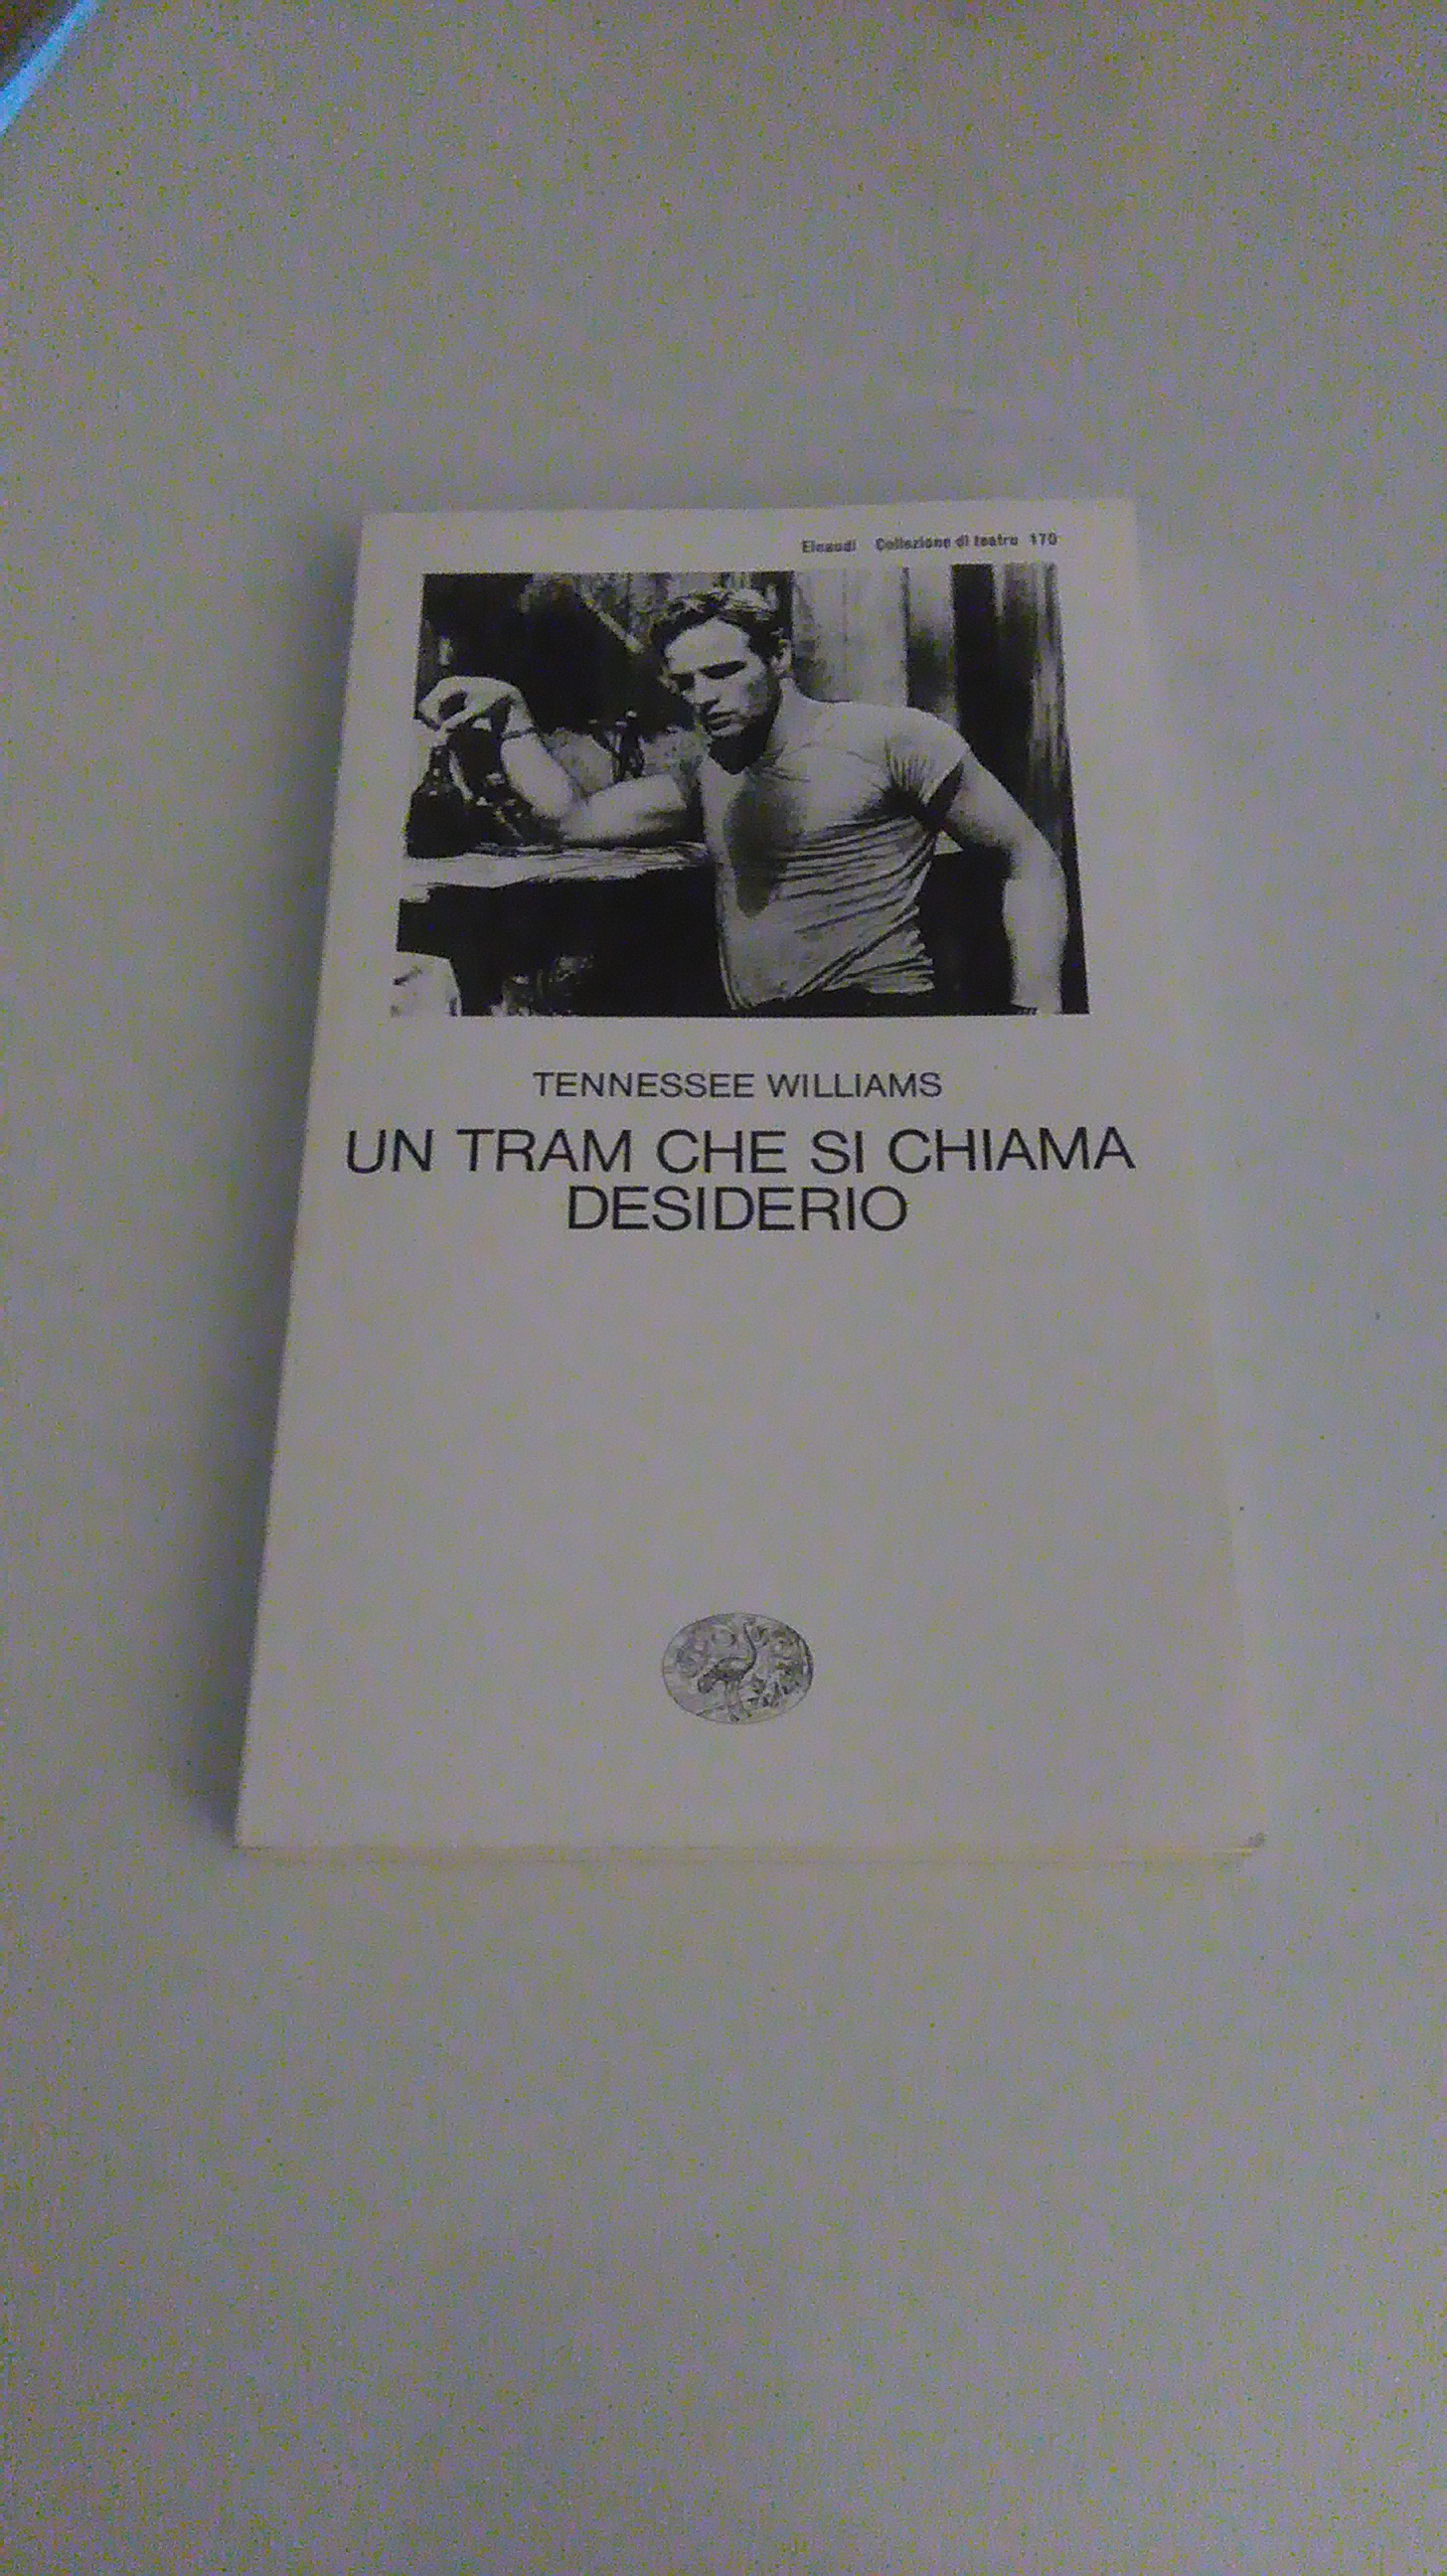 Einaudi Collezione di teatro 170
TENNESSEE WILLIAMS
UN TRAM CHE SI CHIAMA
DESIDERIO